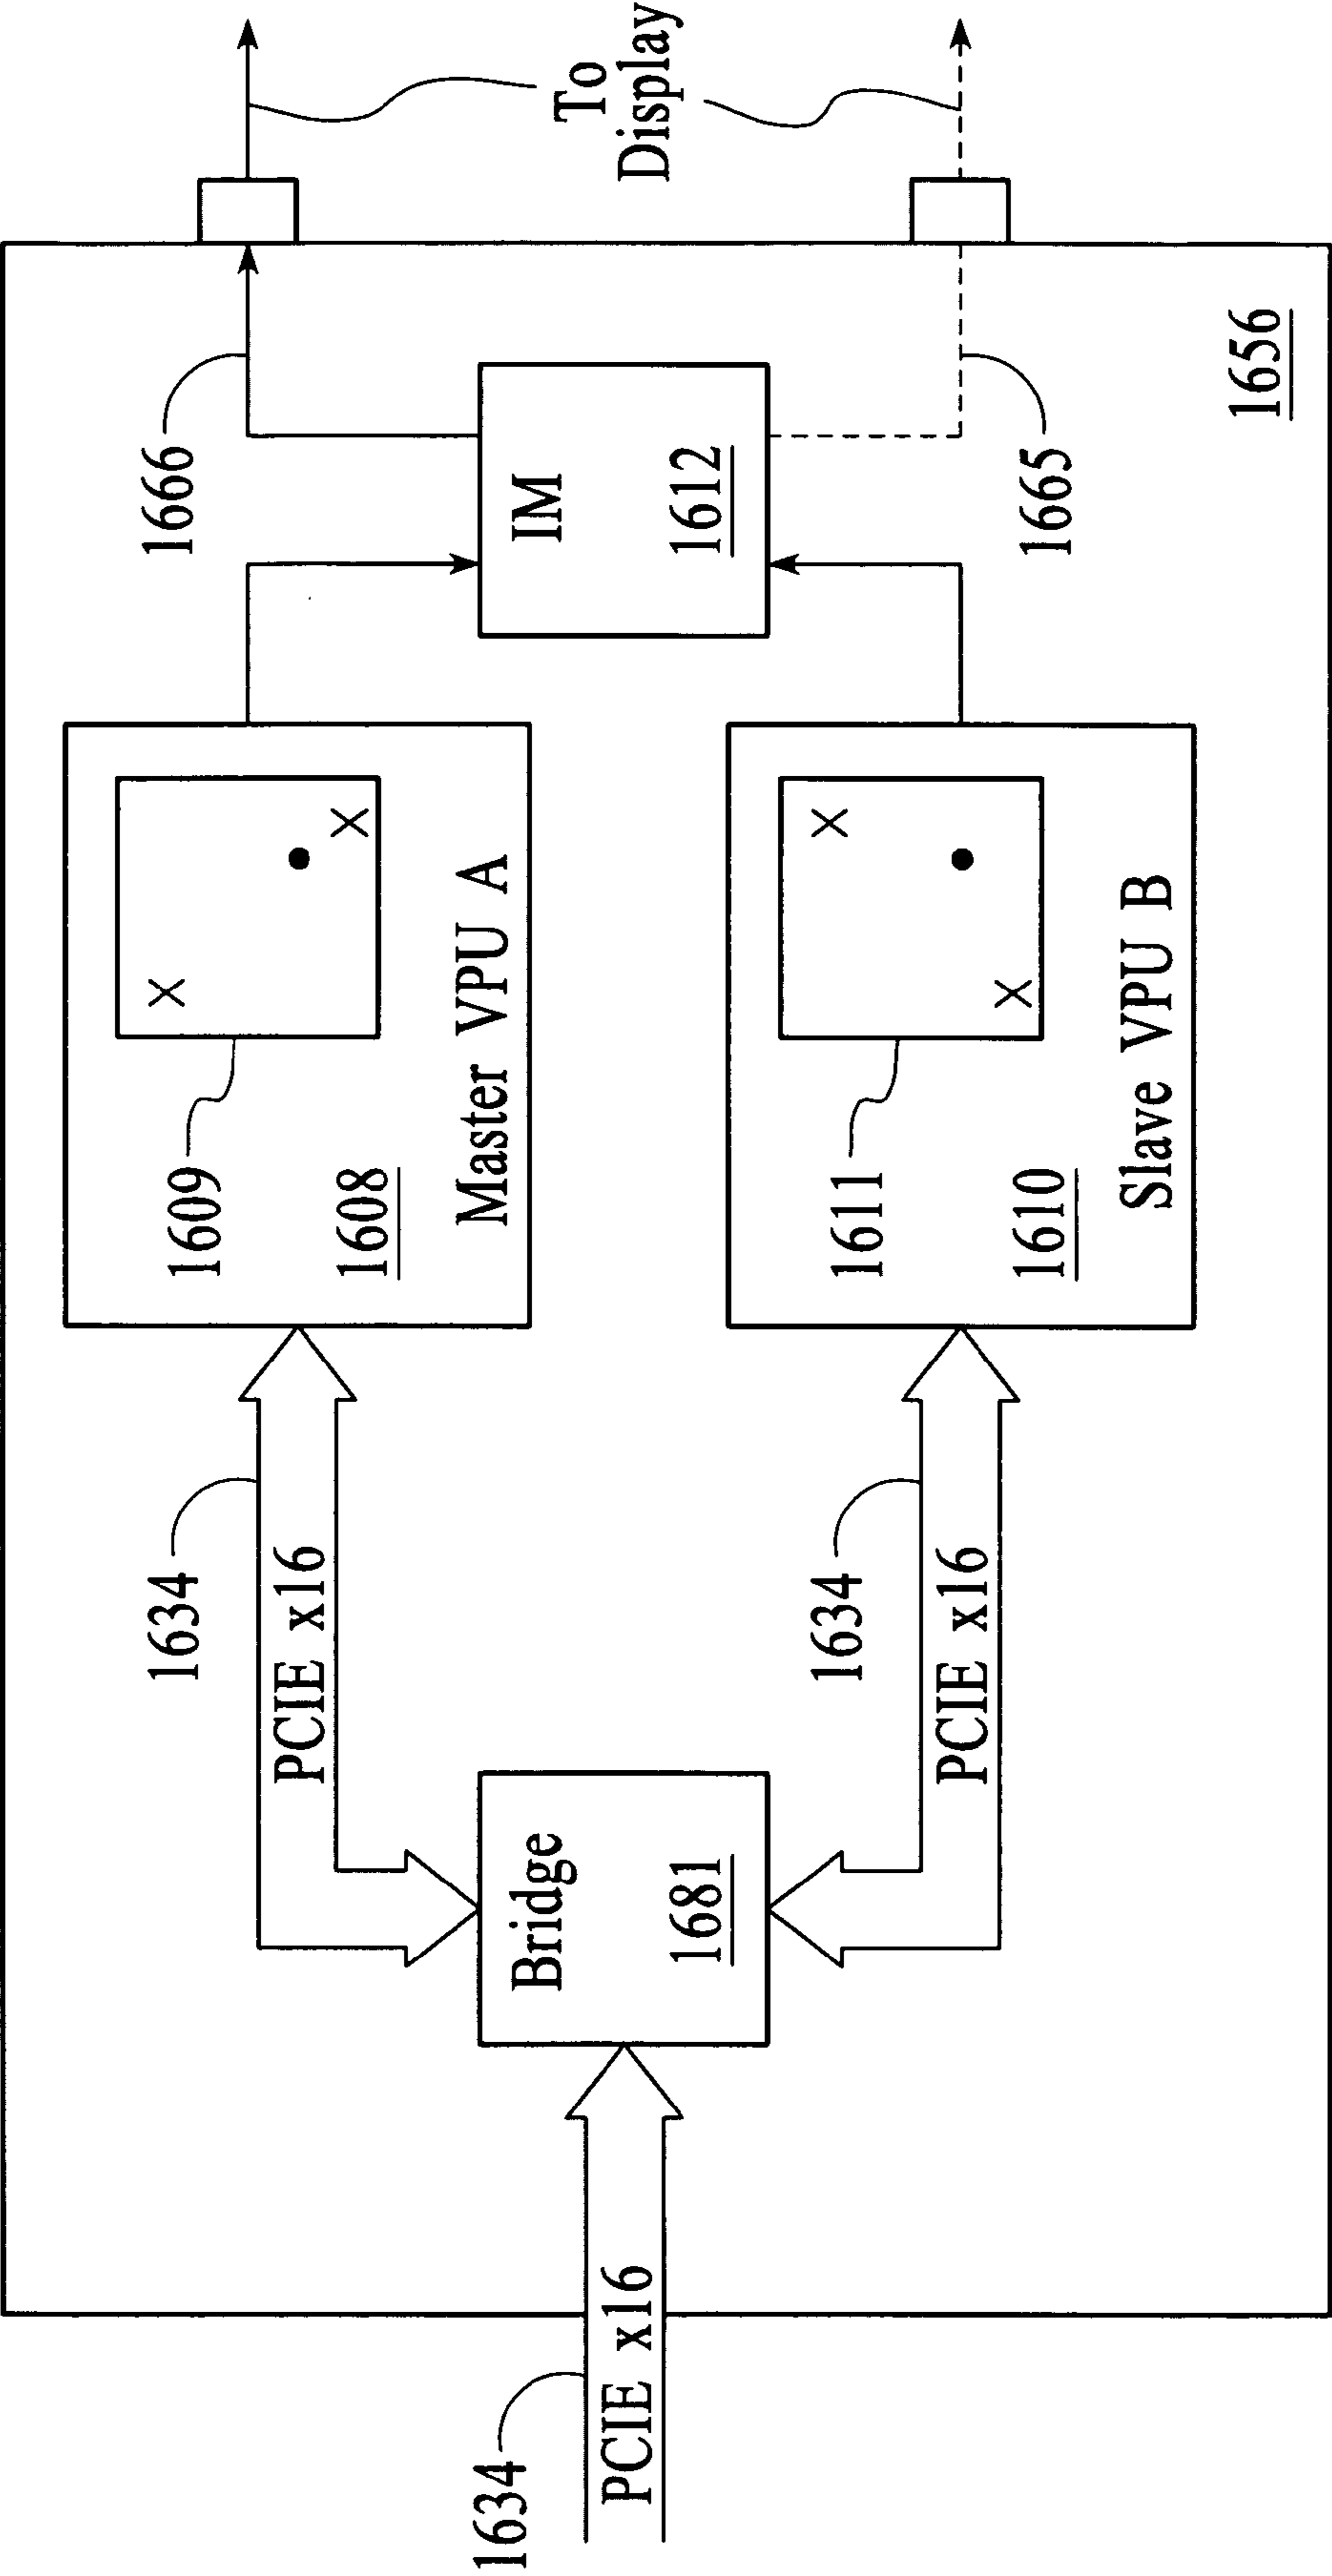 1634
PCIE x16
Bridge
1681
1634
PCIE x16
1634
PCIE x16
1609
1608
Master VPU A
X
X
1611
1610
Slave VPU B
X
X
IM
1612
1666
1665
1656
To
Display